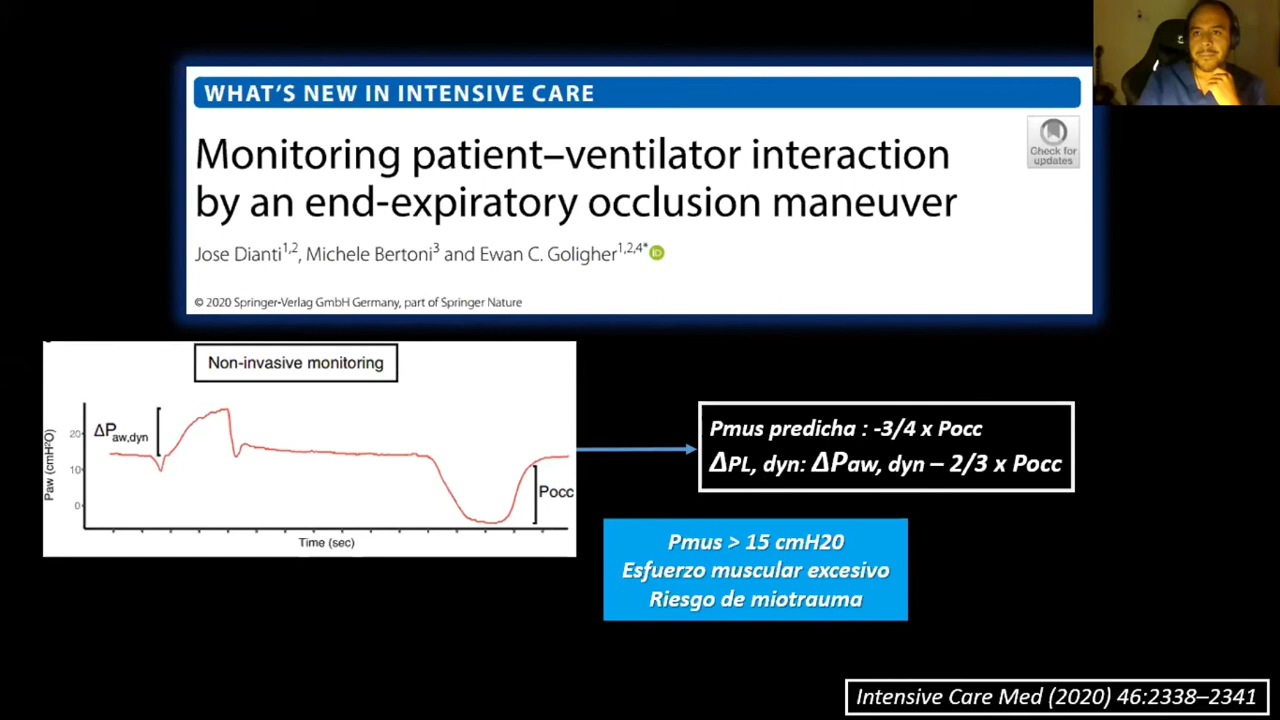 WHAT'S NEW IN INTENSIVE CARE
Monitoring patient–ventilator interaction
by an end-expiratory occlusion maneuver
Check for
updates
Jose Dianti1,2, Michele Bertoni3 and Ewan C. Goligher1,2,4*
iD
© 2020 Springer-Verlag GmbH Germany, part of Springer Nature
Non-invasive monitoring
ΔPaw,dyn
20
10
0
Paw (cmH2O)
Pocc
Time (sec)
Pmus predicha : -3/4 x Pocc
ΔPL, dyn: ΔPaw, dyn – 2/3 x Pocc
Pmus > 15 cmH20
Esfuerzo muscular excesivo
Riesgo de miotrauma
Intensive Care Med (2020) 46:2338–2341